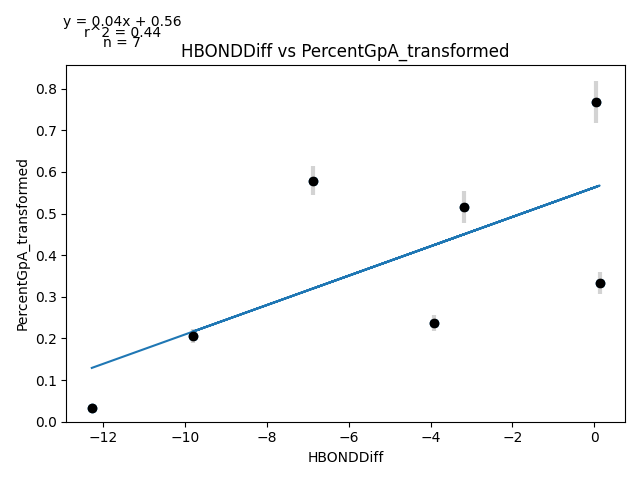 y = 0.04x + 0.56
r^2 = 0.44
n = 7
HBONDDiff vs PercentGpA_transformed
PercentGpA_transformed
0.8
0.7
0.6
0.5
0.4
0.3
0.2
0.1
0.0
−12 −10 −8 −6 −4 −2 0
HBONDDiff